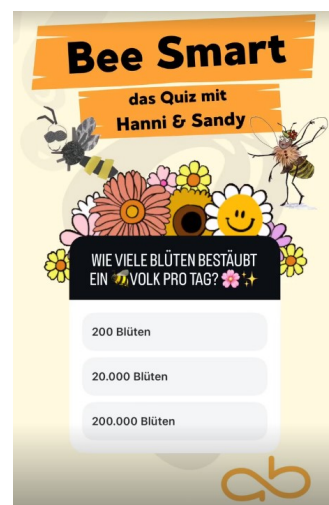 Bee Smart
das Quiz mit
Hanni & Sandy
WIE VIELE BLÜTEN BESTÄUBT
EIN 🐝VOLK PRO TAG? 🌸✨
200 Blüten
20.000 Blüten
200.000 Blüten